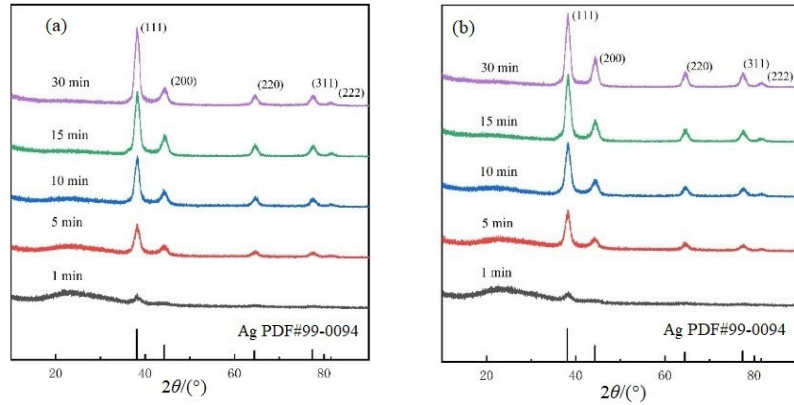 (a)
(111)
(200)
(220)
(311)
(222)
30 min
15 min
10 min
5 min
1 min
Ag PDF#99-0094
20
40
60
80
2θ/(°)
(b)
(111)
(200)
(220)
(311)
(222)
30 min
15 min
10 min
5 min
1 min
Ag PDF#99-0094
20
40
60
80
2θ/(°)